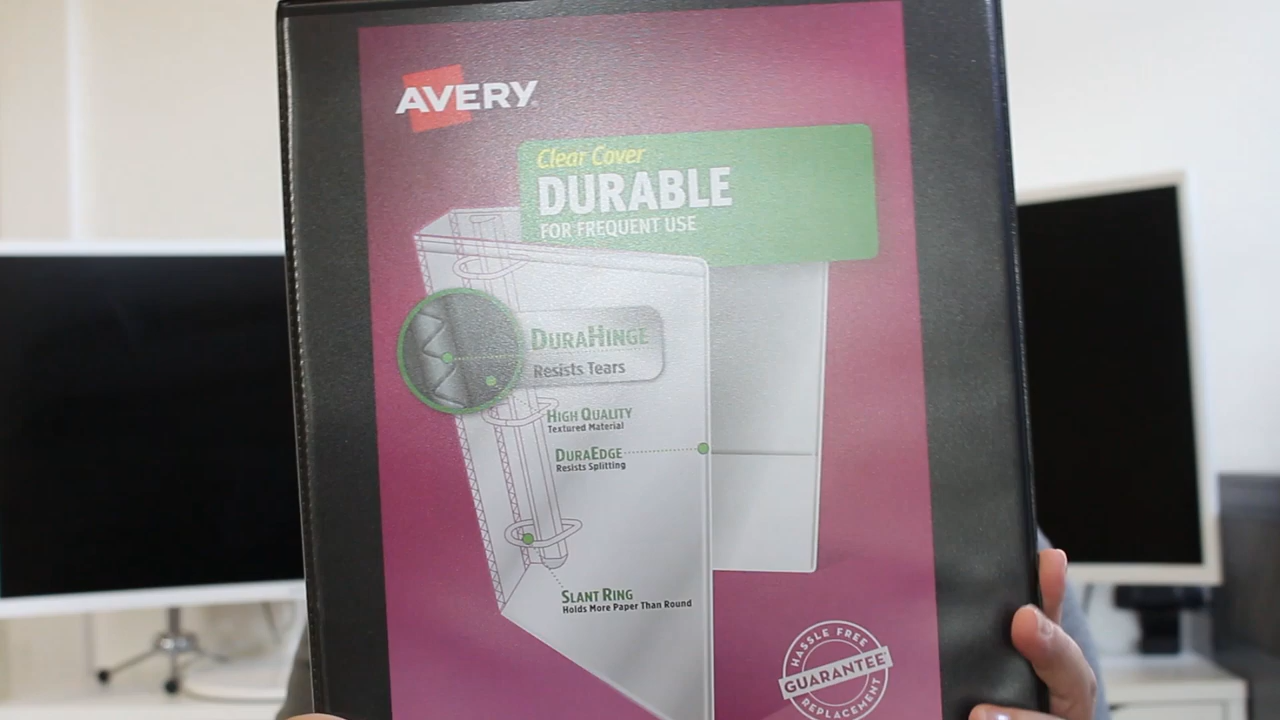 AVERY
Clear Cover
DURABLE
FOR FREQUENT USE
DURAHINGE
Resists Tears
HIGH QUALITY
Textured Material
DURAEDGE
Resists Splitting
SLANT RING
Holds More Paper Than Round
HASSLE FREE
GUARANTEE
REPLACEMENT